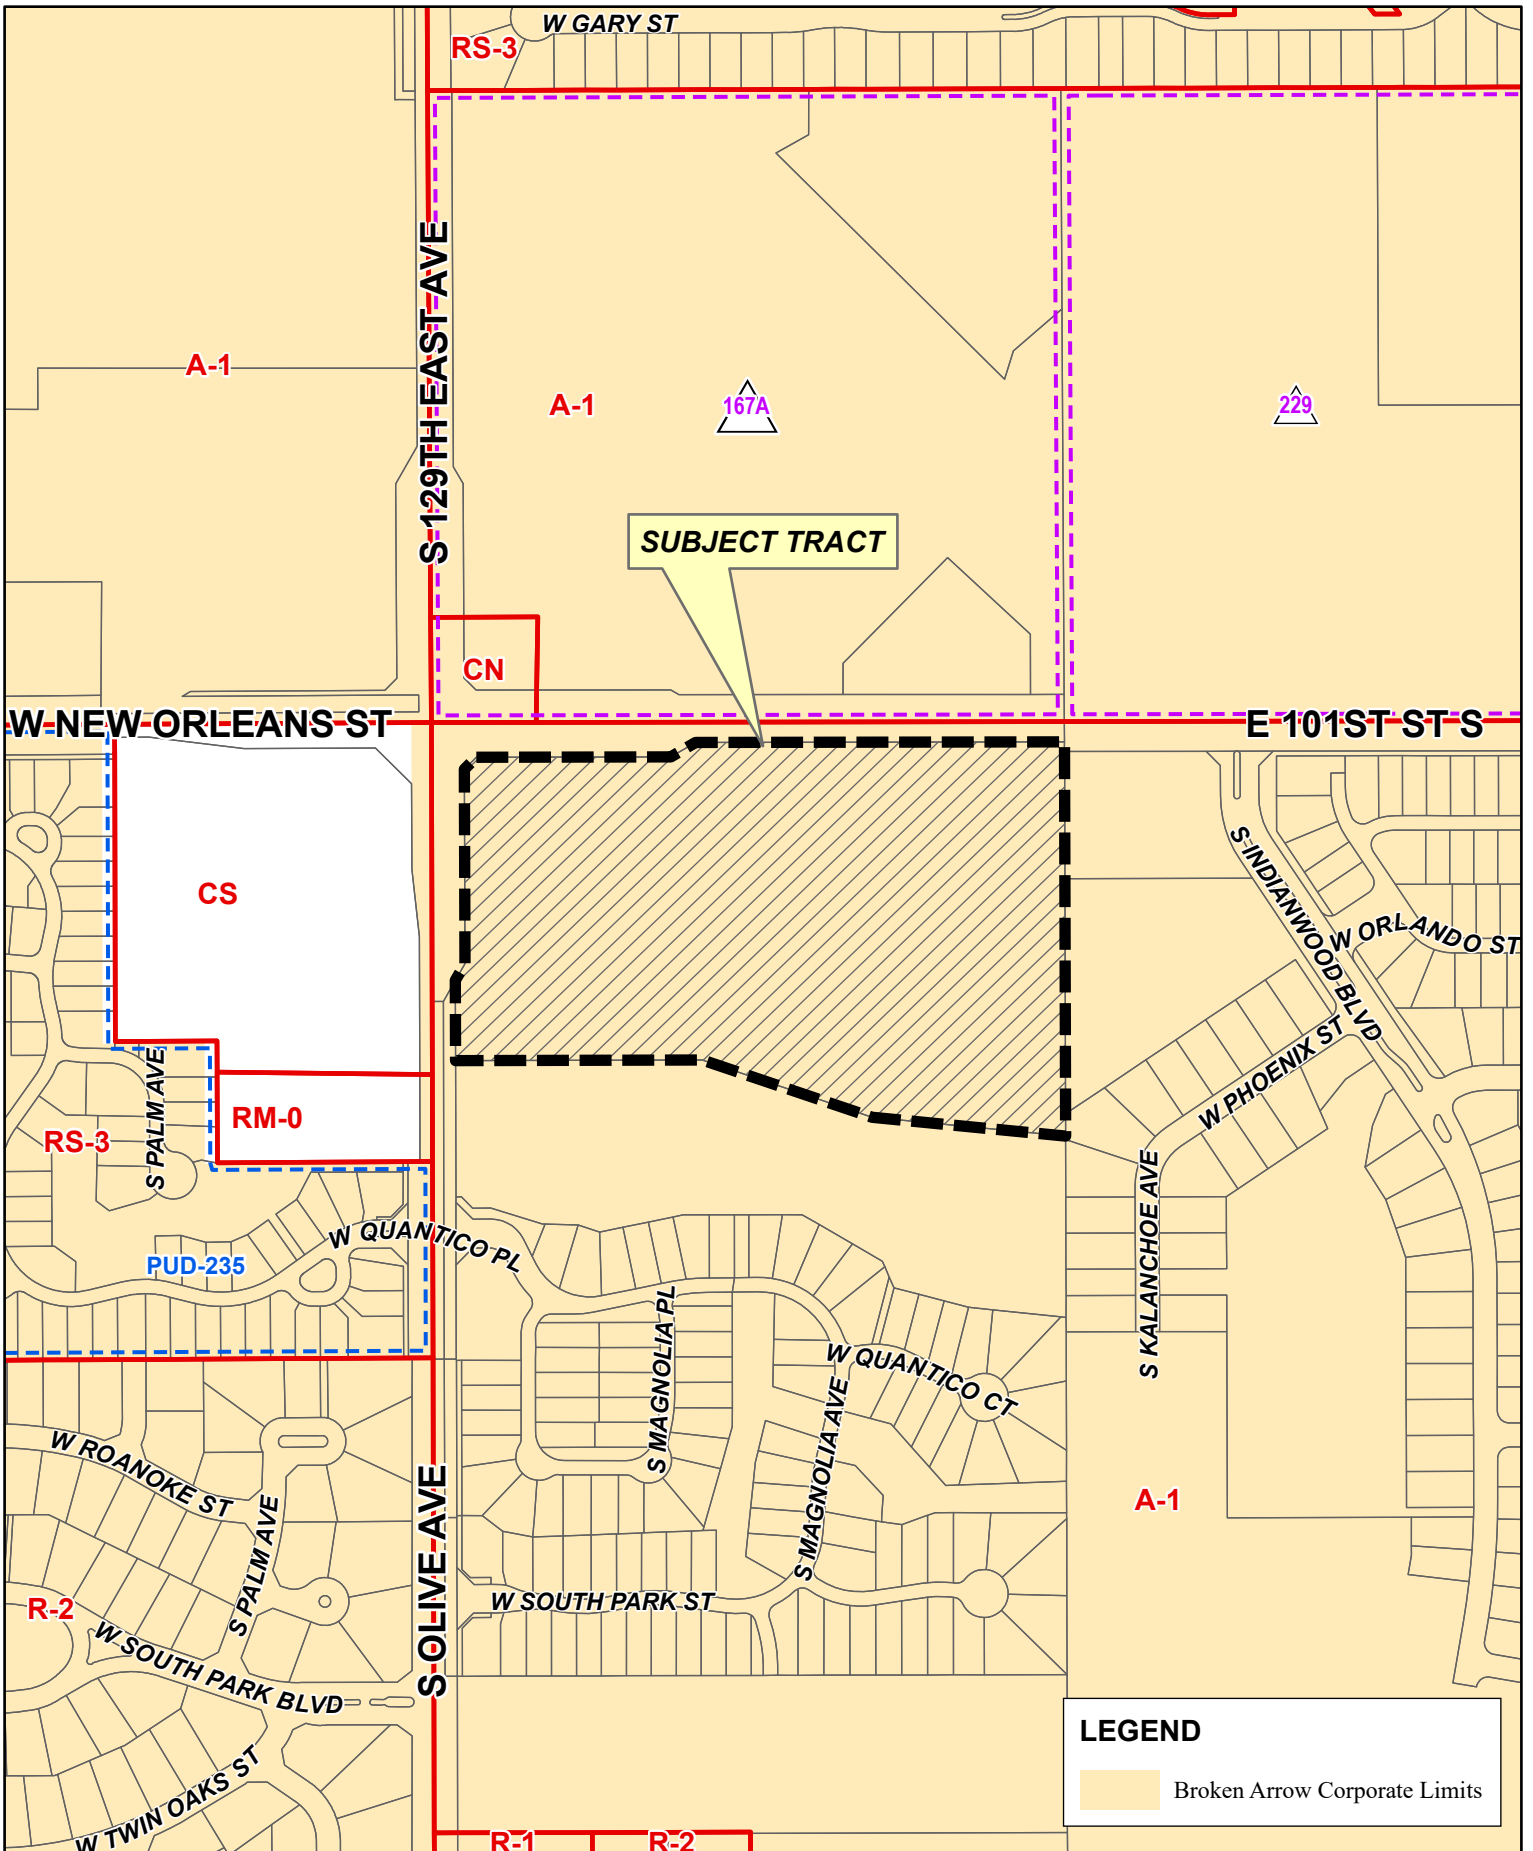 W GARY ST
RS-3
S 129TH EAST AVE
A-1
A-1
167A
229
SUBJECT TRACT
CN
W NEW ORLEANS ST
E 101ST ST S
CS
S INDIANWOOD BLVD
W ORLANDO ST
W PHOENIX ST
S PALM AVE
RM-0
RS-3
S KALANCHOE AVE
W QUANTICO PL
PUD-235
S MAGNOLIA PL
W QUANTICO CT
S MAGNOLIA AVE
W ROANOKE ST
S PALM AVE
S OLIVE AVE
A-1
R-2
W SOUTH PARK ST
W SOUTH PARK BLVD
W TWIN OAKS ST
R-1
R-2
LEGEND
Broken Arrow Corporate Limits